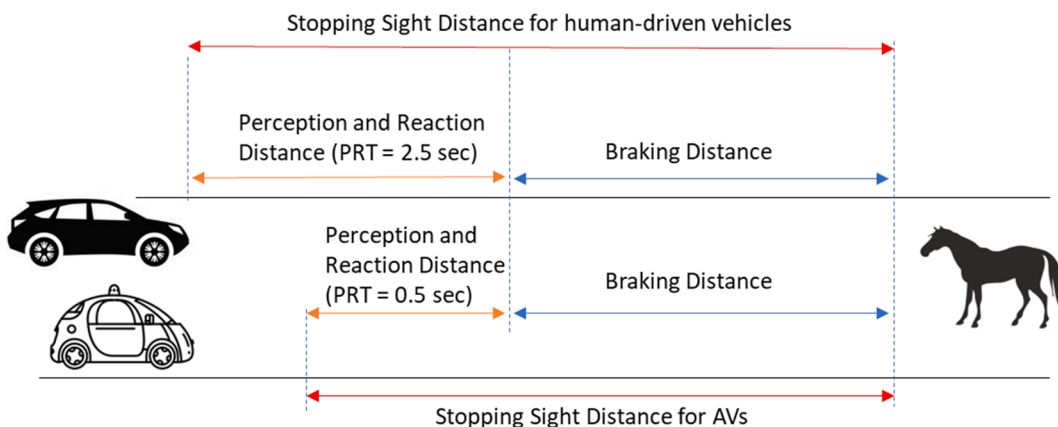 Stopping Sight Distance for human-driven vehicles
Perception and Reaction
Distance (PRT = 2.5 sec)
Braking Distance
Perception and
Reaction Distance
(PRT = 0.5 sec)
Braking Distance
Stopping Sight Distance for AVs